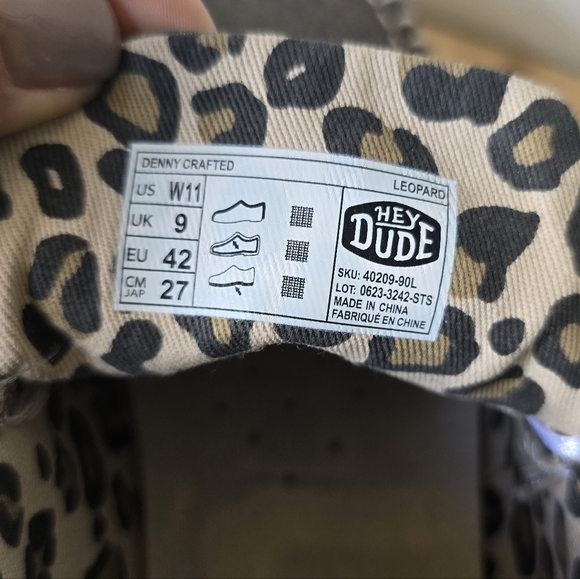 DENNY CRAFTED
LEOPARD
US W11
UK 9
EU 42
CM JAP 27
HEY
DUDE
SKU: 40209-90L
LOT: 0623-3242-STS
MADE IN CHINA
FABRIQUÉ EN CHINE